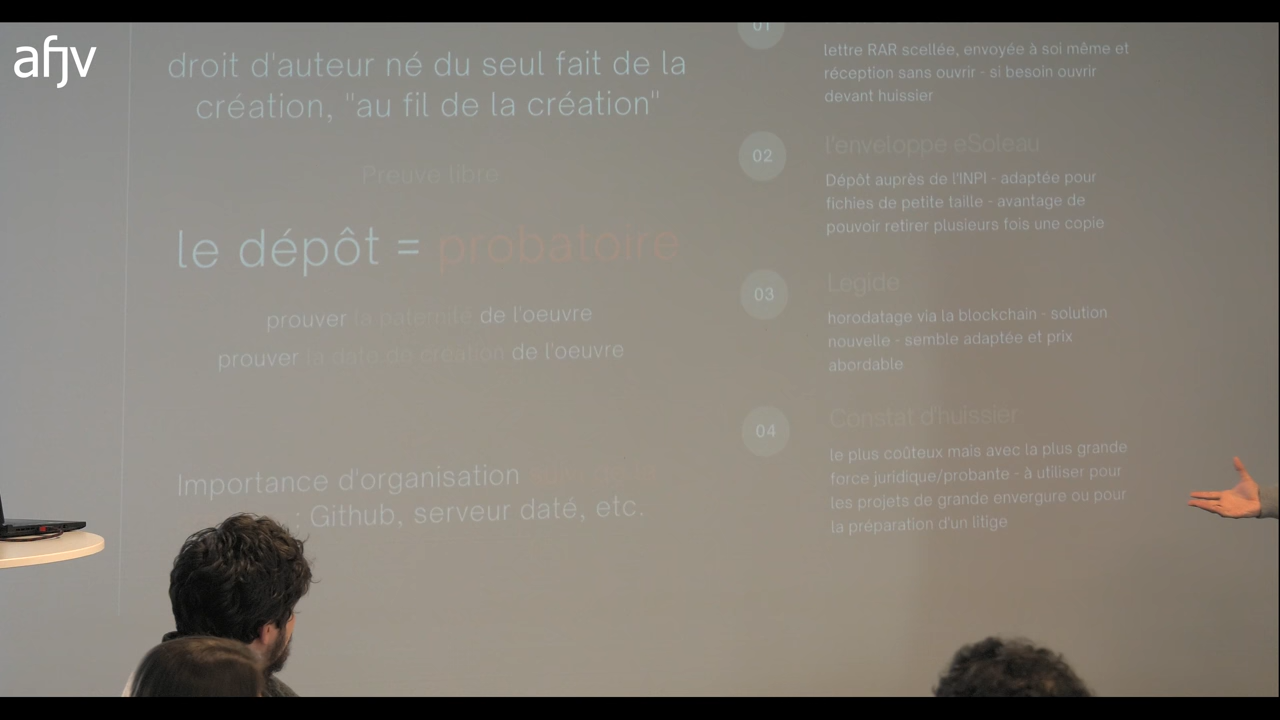 afjv
droit d'auteur né du seul fait de la
création, "au fil de la création"
Preuve libre
le dépôt = probatoire
prouver la paternité de l'oeuvre
prouver la date de création de l'oeuvre
Importance d'organisation
: Github, serveur daté, etc.
01
lettre RAR scellée, envoyée à soi même et
réception sans ouvrir - si besoin ouvrir
devant huissier
02
l'enveloppe eSoleau
Dépôt auprès de l'INPI - adaptée pour
fichies de petite taille - avantage de
pouvoir retirer plusieurs fois une copie
03
Legide
horodatage via la blockchain - solution
nouvelle - semble adaptée et prix
abordable
04
Constat d'huissier
le plus coûteux mais avec la plus grande
force juridique/probante - à utiliser pour
les projets de grande envergure ou pour
la préparation d'un litige